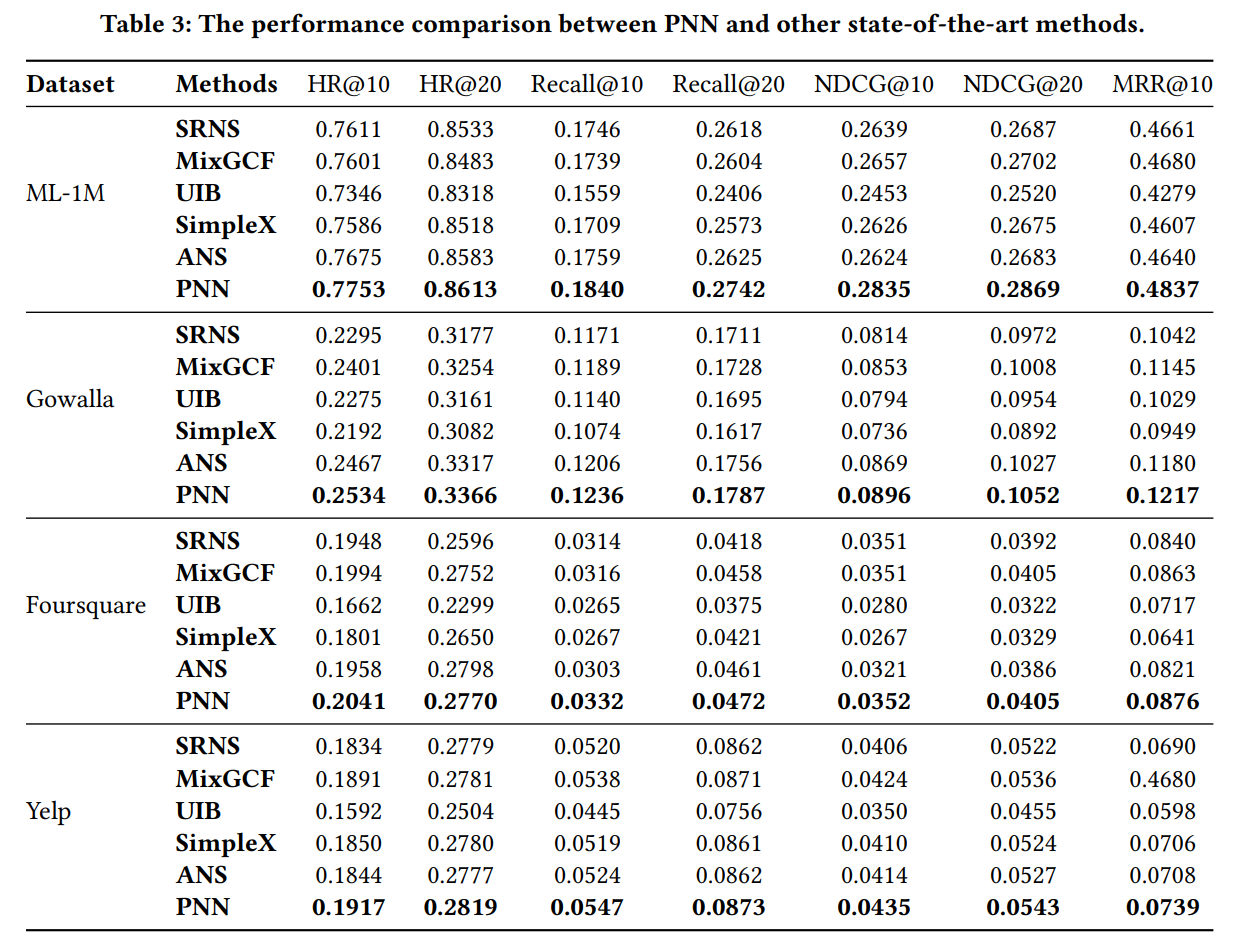 Table 3: The performance comparison between PNN and other state-of-the-art methods.
Dataset Methods HR@10 HR@20 Recall@10 Recall@20 NDCG@10 NDCG@20 MRR@10
SRNS 0.7611 0.8533 0.1746 0.2618 0.2639 0.2687 0.4661
MixGCF 0.7601 0.8483 0.1739 0.2604 0.2657 0.2702 0.4680
ML-1M UIB 0.7346 0.8318 0.1559 0.2406 0.2453 0.2520 0.4279
SimpleX 0.7586 0.8518 0.1709 0.2573 0.2626 0.2675 0.4607
ANS 0.7675 0.8583 0.1759 0.2625 0.2624 0.2683 0.4640
PNN 0.7753 0.8613 0.1840 0.2742 0.2835 0.2869 0.4837
SRNS 0.2295 0.3177 0.1171 0.1711 0.0814 0.0972 0.1042
MixGCF 0.2401 0.3254 0.1189 0.1728 0.0853 0.1008 0.1145
Gowalla UIB 0.2275 0.3161 0.1140 0.1695 0.0794 0.0954 0.1029
SimpleX 0.2192 0.3082 0.1074 0.1617 0.0736 0.0892 0.0949
ANS 0.2467 0.3317 0.1206 0.1756 0.0869 0.1027 0.1180
PNN 0.2534 0.3366 0.1236 0.1787 0.0896 0.1052 0.1217
SRNS 0.1948 0.2596 0.0314 0.0418 0.0351 0.0392 0.0840
MixGCF 0.1994 0.2752 0.0316 0.0458 0.0351 0.0405 0.0863
Foursquare UIB 0.1662 0.2299 0.0265 0.0375 0.0280 0.0322 0.0717
SimpleX 0.1801 0.2650 0.0267 0.0421 0.0267 0.0329 0.0641
ANS 0.1958 0.2798 0.0303 0.0461 0.0321 0.0386 0.0821
PNN 0.2041 0.2770 0.0332 0.0472 0.0352 0.0405 0.0876
SRNS 0.1834 0.2779 0.0520 0.0862 0.0406 0.0522 0.0690
MixGCF 0.1891 0.2781 0.0538 0.0871 0.0424 0.0536 0.4680
Yelp UIB 0.1592 0.2504 0.0445 0.0756 0.0350 0.0455 0.0598
SimpleX 0.1850 0.2780 0.0519 0.0861 0.0410 0.0524 0.0706
ANS 0.1844 0.2777 0.0524 0.0862 0.0414 0.0527 0.0708
PNN 0.1917 0.2819 0.0547 0.0873 0.0435 0.0543 0.0739